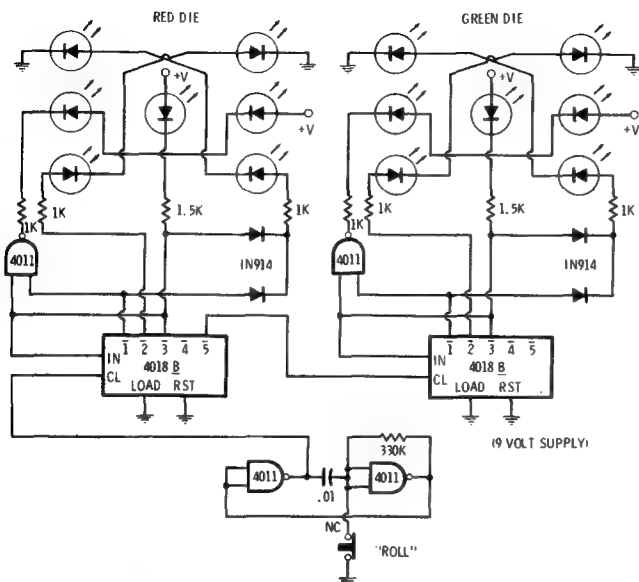 RED DIE
GREEN DIE
+V
+V
+V
+V
1K
1K
1.5K
1K
1K
1K
1.5K
1K
4011
IN914
4011
IN914
1 2 3 4 5
IN
4018 B
CL
LOAD RST
1 2 3 4 5
IN
4018 B
CL
LOAD RST
(9 VOLT SUPPLY)
330K
4011
.01
4011
NC
"ROLL"